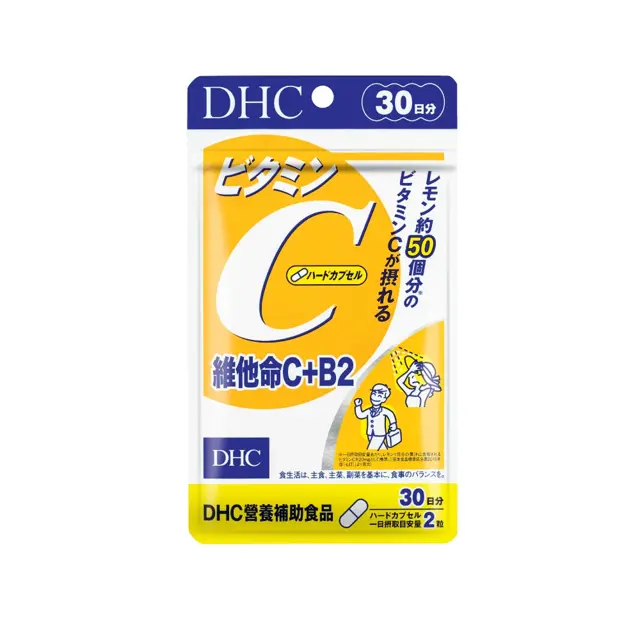 DHC
30日分
ビタミン
C
ハードカプセル
レモン約50個分の※
ビタミンCが摂れる
維他命C+B2
DHC
食生活は、主食、主菜、副菜を基本に、食事のバランスを。
DHC營養補助食品
30日分
ハードカプセル
一日摂取目安量2粒